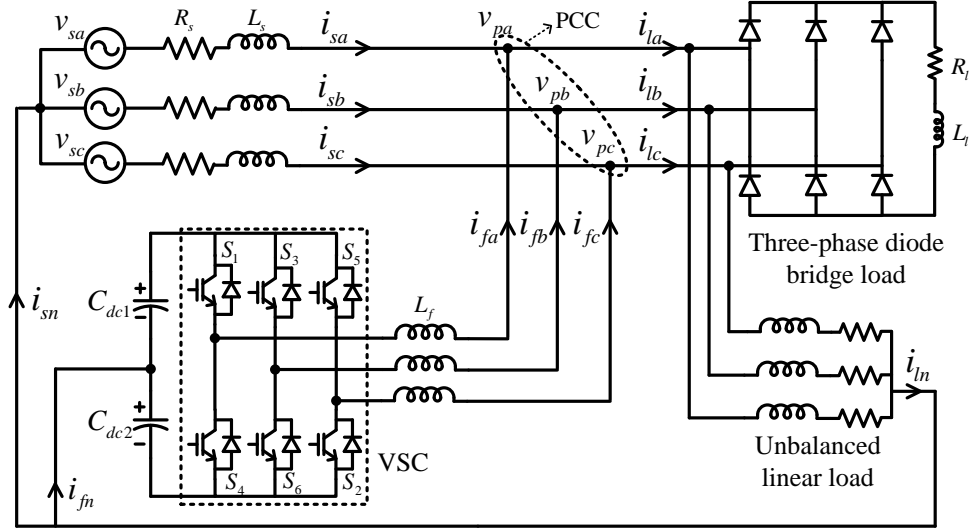 v_sa
R_s
L_s
i_sa
v_pa
PCC
i_la
R_l
v_sb
i_sb
v_pb
i_lb
L_l
v_sc
i_sc
v_pc
i_lc
i_fa
i_fb
i_fc
Three-phase diode
bridge load
S_1
S_3
S_5
C_dc1
+
-
L_f
i_sn
i_ln
C_dc2
+
-
Unbalanced
linear load
VSC
S_4
S_6
S_2
i_fn